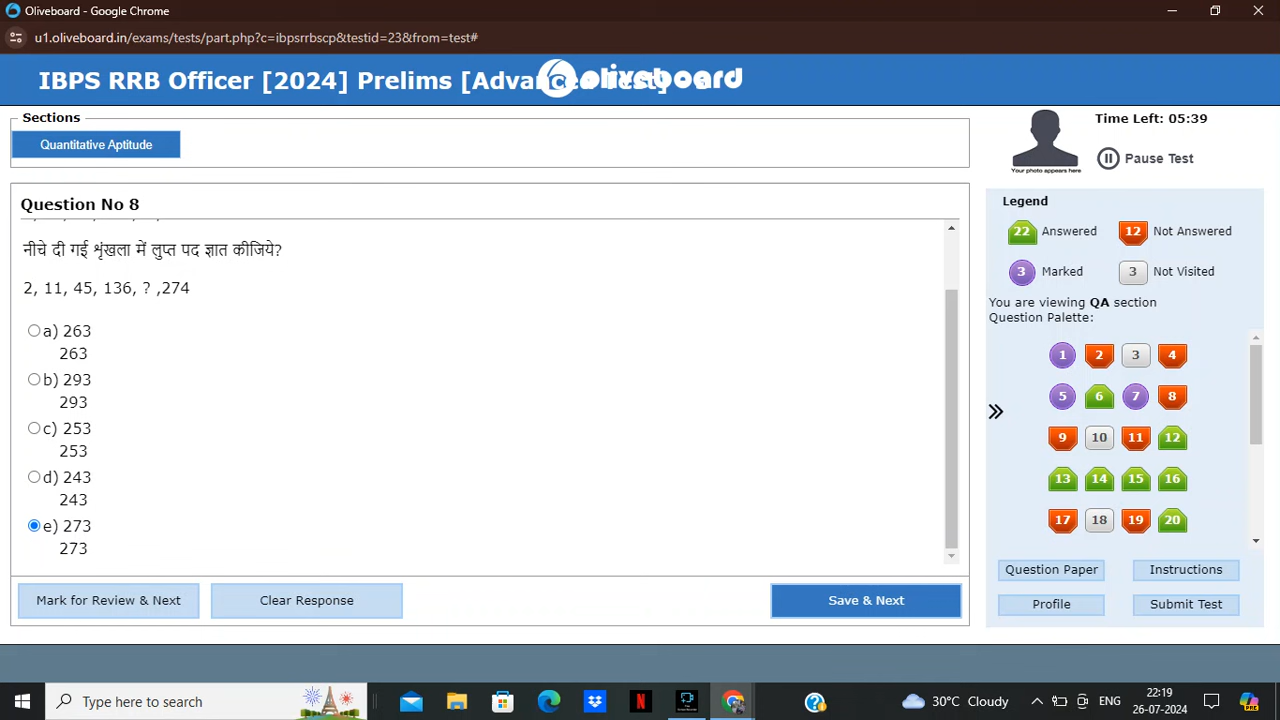 Oliveboard - Google Chrome
u1.oliveboard.in/exams/tests/part.php?c=ibpsrrbscp&testid=23&from=test#
IBPS RRB Officer [2024] Prelims [Advanced Test]
oliveboard
Sections
Quantitative Aptitude
Your photo appears here
Time Left: 05:39
Pause Test
Question No 8
नीचे दी गई शृंखला में लुप्त पद ज्ञात कीजिये?
2, 11, 45, 136, ? ,274
a) 263
263
b) 293
293
c) 253
253
d) 243
243
e) 273
273
Mark for Review & Next
Clear Response
Save & Next
Legend
22 Answered
12 Not Answered
3 Marked
3 Not Visited
You are viewing QA section
Question Palette:
1 2 3 4
5 6 7 8
9 10 11 12
13 14 15 16
17 18 19 20
Question Paper
Instructions
Profile
Submit Test
Type here to search
30°C Cloudy
ENG
22:19
26-07-2024